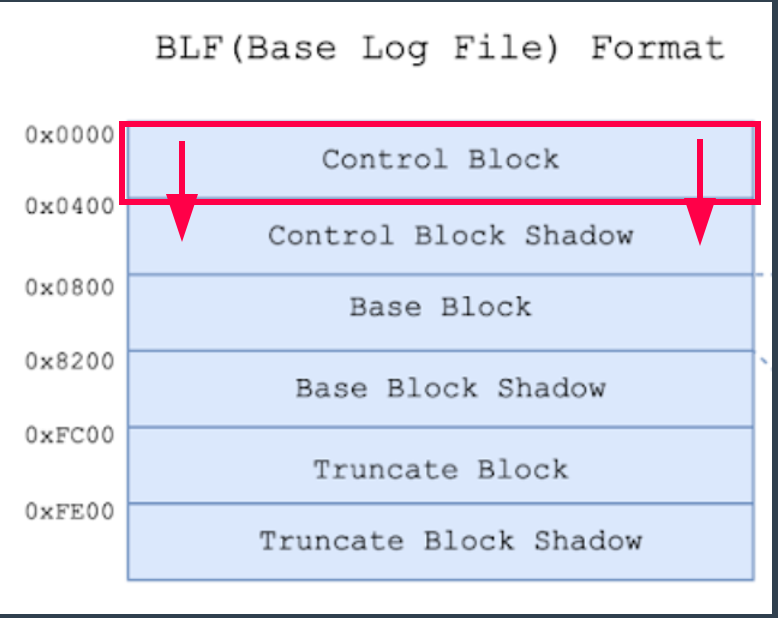 BLF(Base Log File) Format
0x0000
Control Block
0x0400
Control Block Shadow
0x0800
Base Block
0x8200
Base Block Shadow
0xFC00
Truncate Block
0xFE00
Truncate Block Shadow